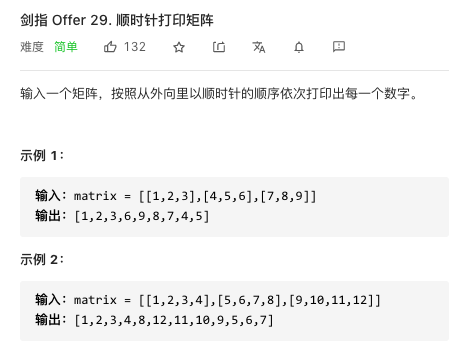 剑指 Offer 29. 顺时针打印矩阵
难度 简单 132
输入一个矩阵，按照从外向里以顺时针的顺序依次打印出每一个数字。
示例 1：
输入：matrix = [[1,2,3],[4,5,6],[7,8,9]]
输出：[1,2,3,6,9,8,7,4,5]
示例 2：
输入：matrix = [[1,2,3,4],[5,6,7,8],[9,10,11,12]]
输出：[1,2,3,4,8,12,11,10,9,5,6,7]